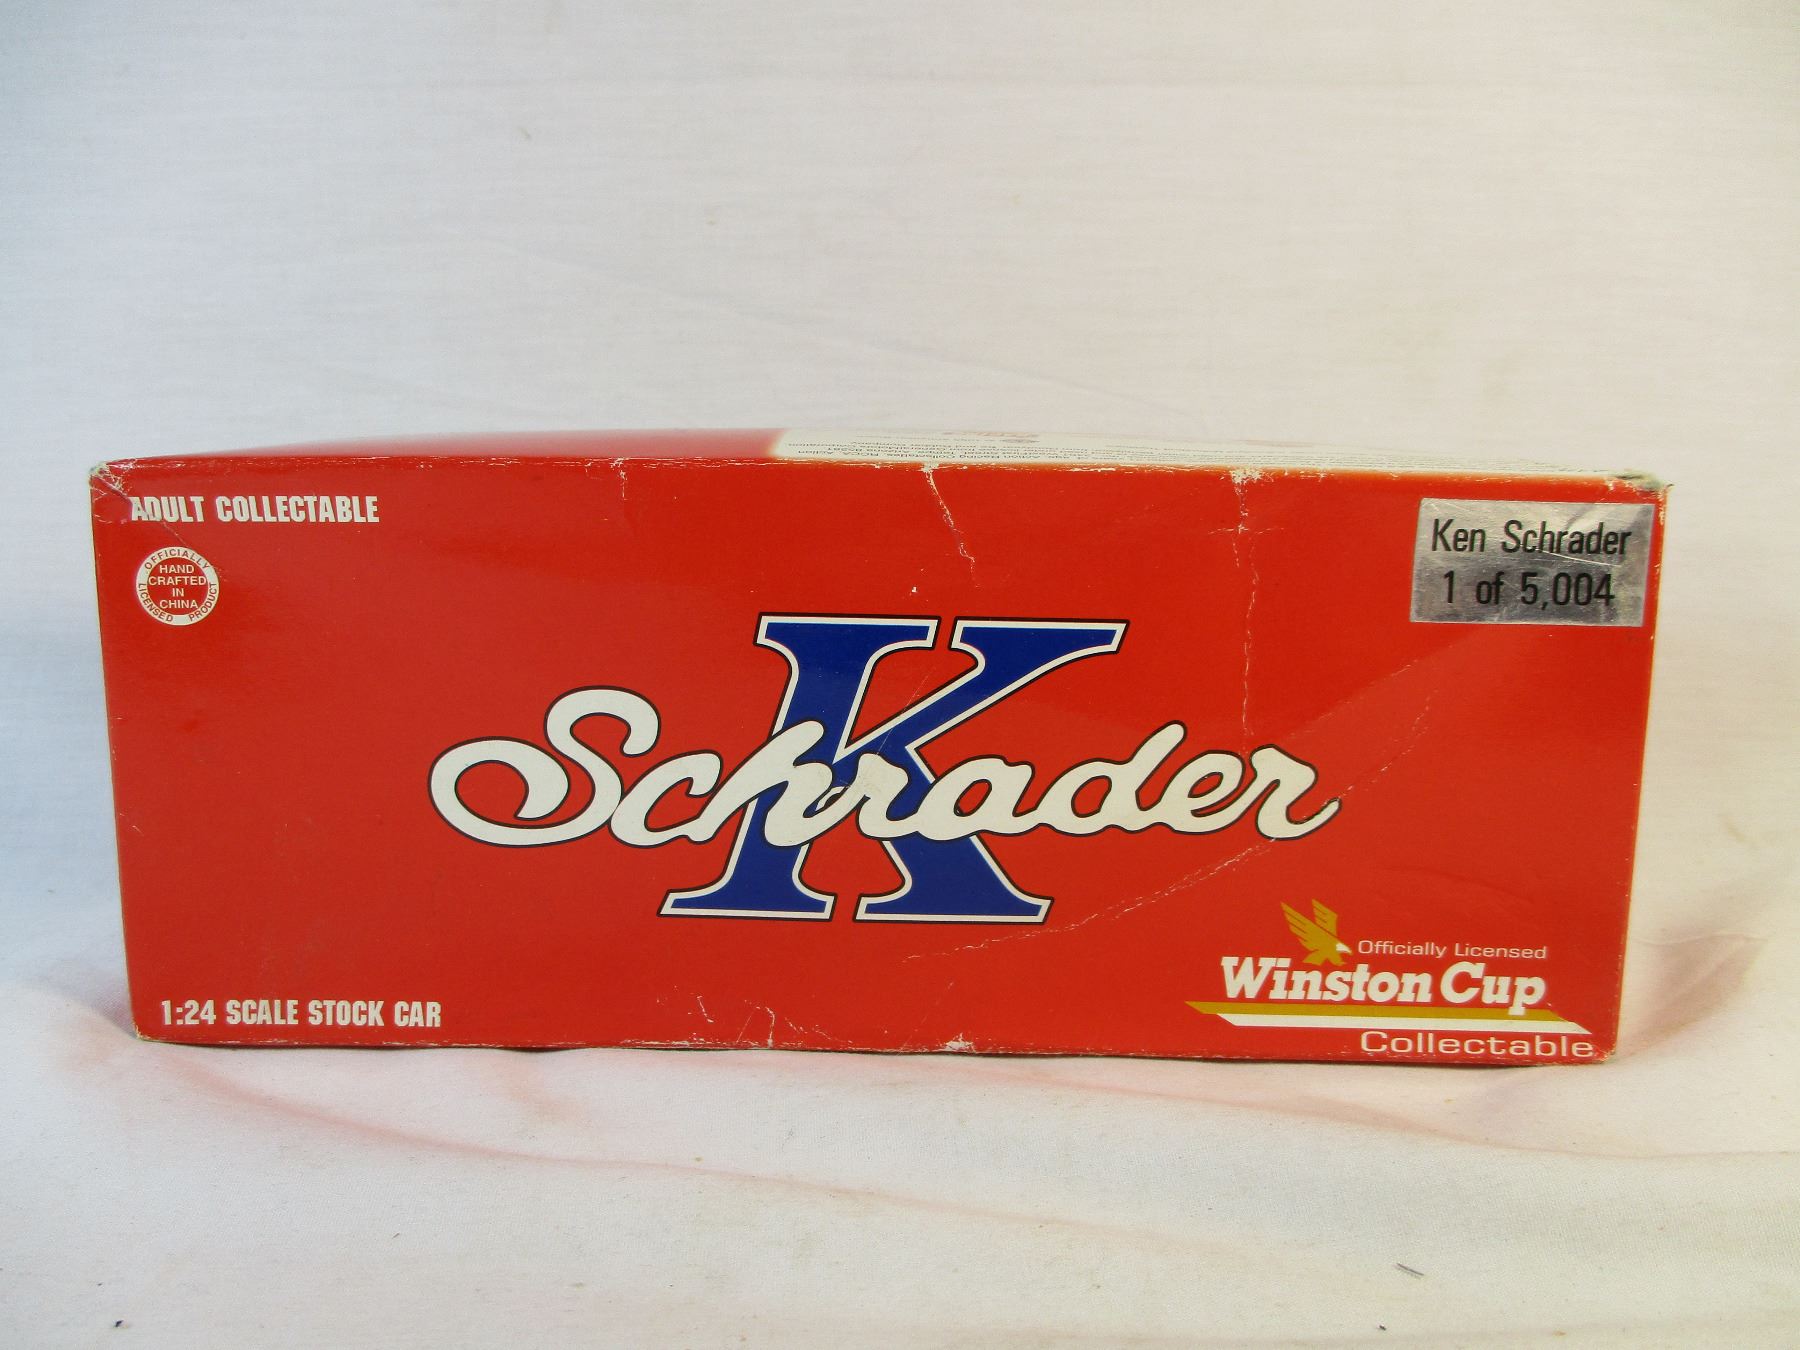 ADULT COLLECTABLE
OFFICIALLY LICENSED PRODUCT
HAND
CRAFTED
IN
CHINA
Ken Schrader
1 of 5,004
K
Schrader
1:24 SCALE STOCK CAR
Officially Licensed
Winston Cup
Collectable